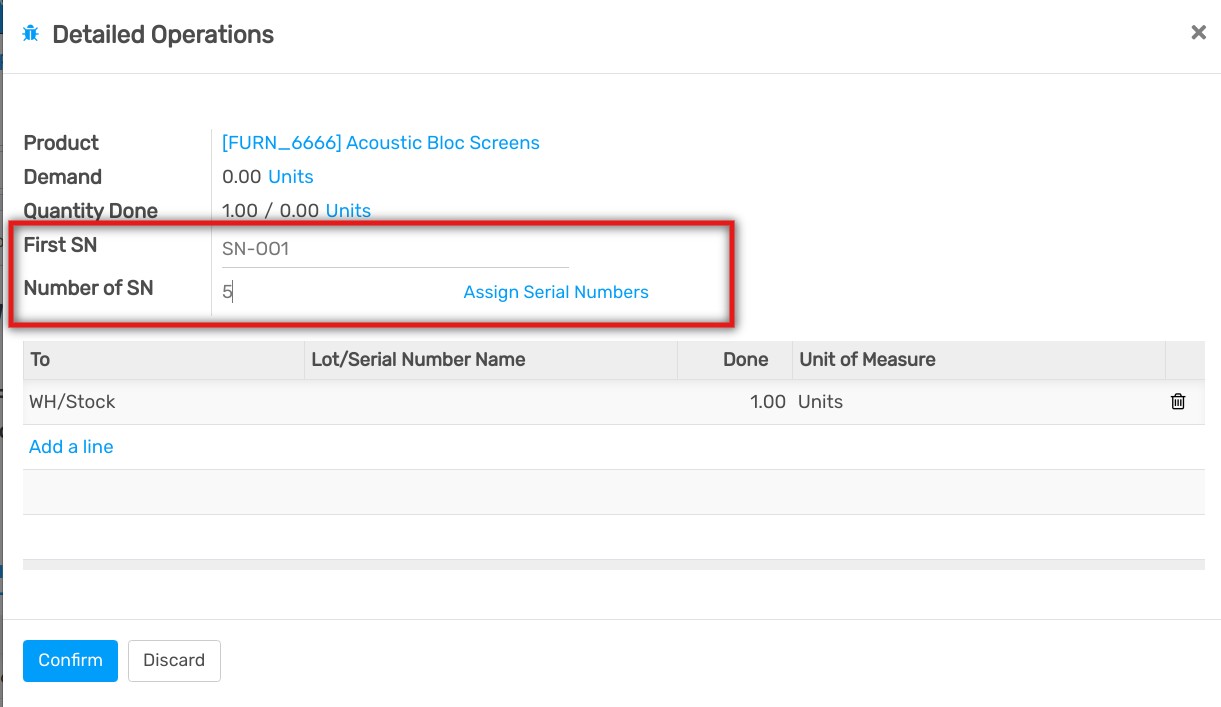 Detailed Operations
Product [FURN_6666] Acoustic Bloc Screens
Demand 0.00 Units
Quantity Done 1.00 / 0.00 Units
First SN SN-001
Number of SN 5 Assign Serial Numbers
To Lot/Serial Number Name Done Unit of Measure
WH/Stock 1.00 Units
Add a line
Confirm Discard